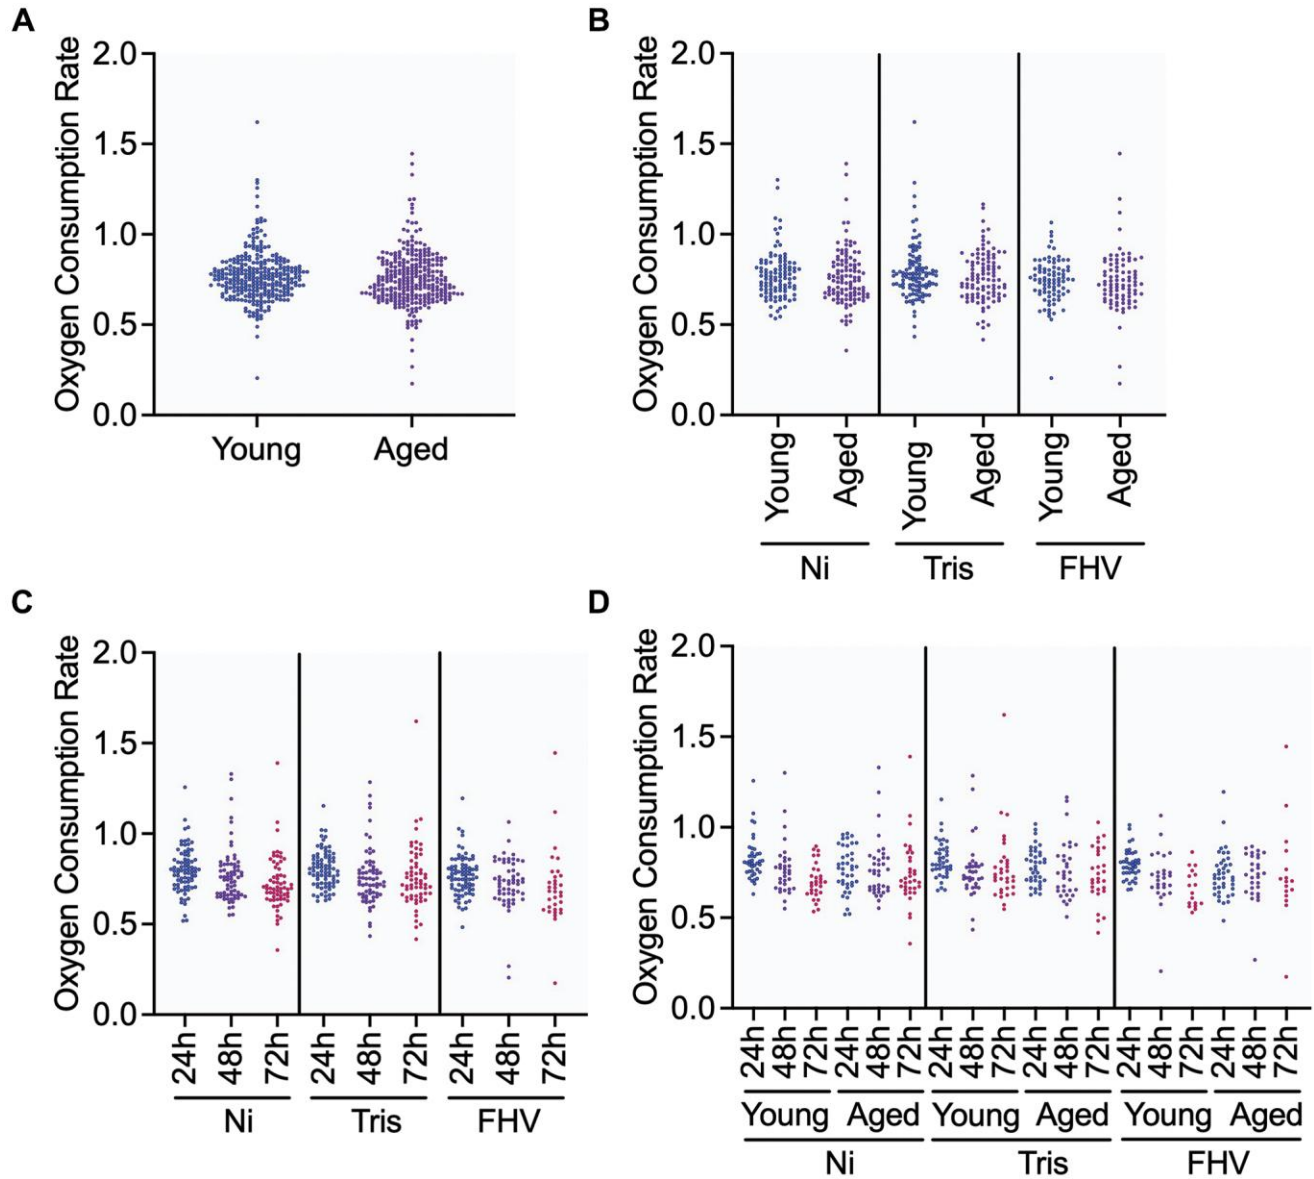 A
Oxygen Consumption Rate
2.0
1.5
1.0
0.5
0.0
Young Aged
B
Oxygen Consumption Rate
2.0
1.5
1.0
0.5
0.0
Young Aged Young Aged Young Aged
Ni Tris FHV
C
Oxygen Consumption Rate
2.0
1.5
1.0
0.5
0.0
24h 48h 72h 24h 48h 72h 24h 48h 72h
Ni Tris FHV
D
Oxygen Consumption Rate
2.0
1.5
1.0
0.5
0.0
24h 48h 72h 24h 48h 72h 24h 48h 72h 24h 48h 72h 24h 48h 72h 24h 48h 72h
Young Aged Young Aged Young Aged
Ni Tris FHV